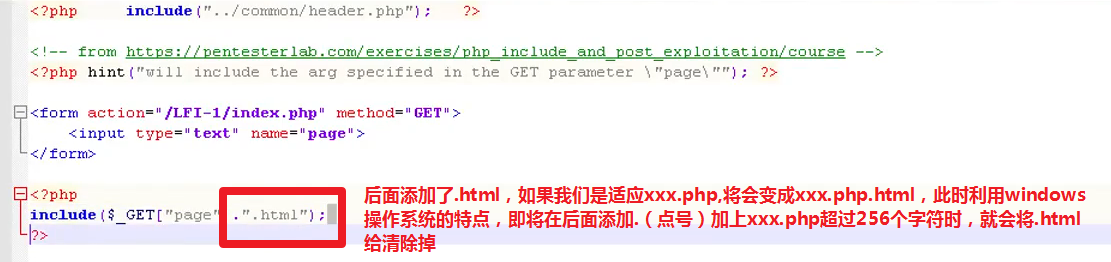 <?php     include("../common/header.php");   ?>
<!-- from https://pentesterlab.com/exercises/php_include_and_post_exploitation/course -->
<?php hint("will include the arg specified in the GET parameter \"page\""); ?>
<form action="/LFI-1/index.php" method="GET">
    <input type="text" name="page">
</form>
<?php
include($_GET["page" .".html");
?>
后面添加了.html，如果我们是适应xxx.php,将会变成xxx.php.html，此时利用windows
操作系统的特点，即将在后面添加.（点号）加上xxx.php超过256个字符时，就会将.html
给清除掉